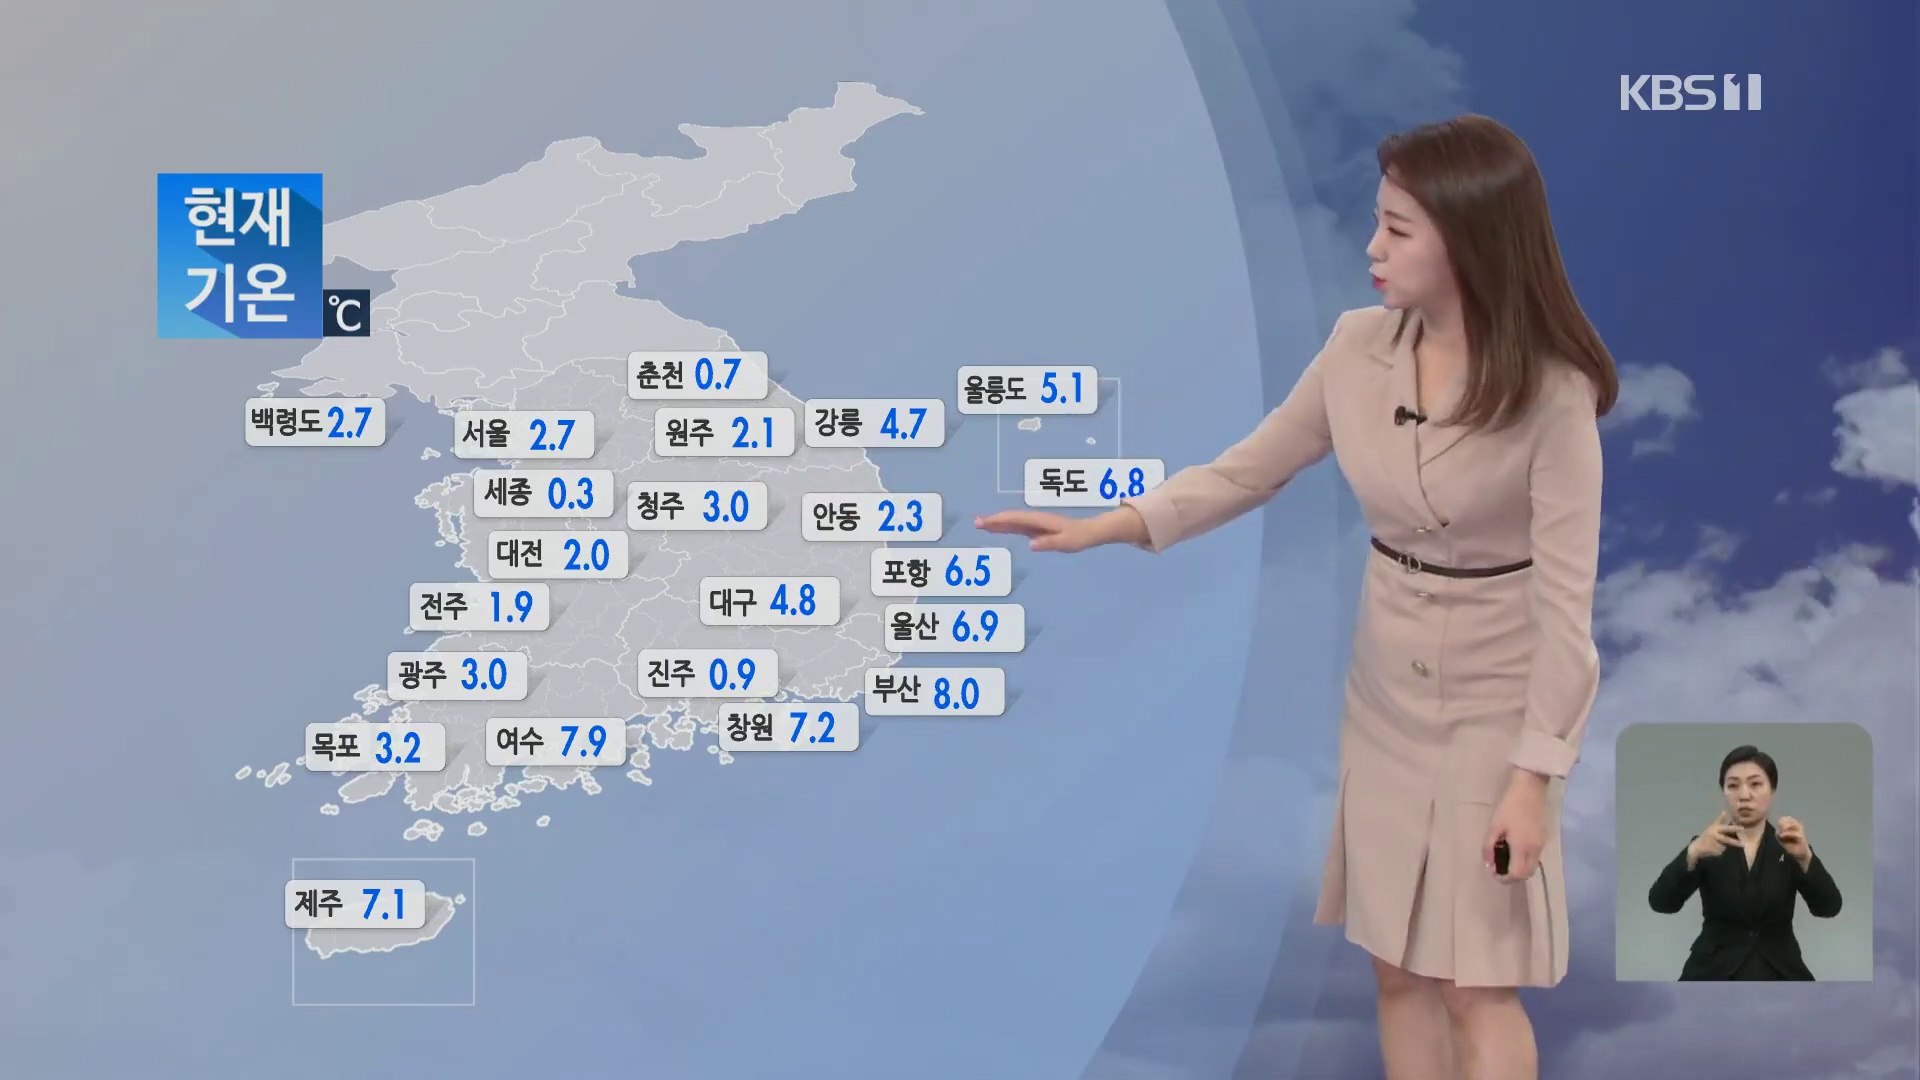 KBS 1
현재
기온
℃
춘천 0.7
울릉도 5.1
백령도 2.7
서울 2.7
원주 2.1
강릉 4.7
독도 6.8
세종 0.3
청주 3.0
안동 2.3
대전 2.0
포항 6.5
전주 1.9
대구 4.8
울산 6.9
광주 3.0
진주 0.9
부산 8.0
목포 3.2
여수 7.9
창원 7.2
제주 7.1